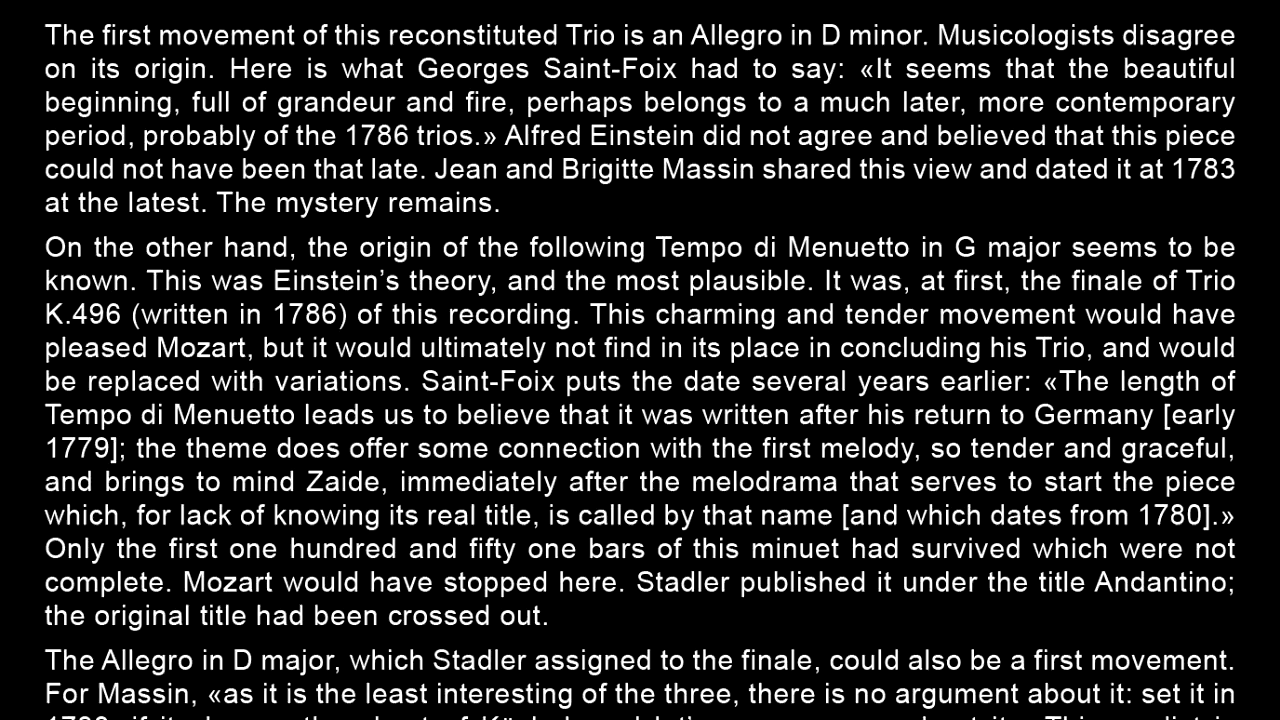 The first movement of this reconstituted Trio is an Allegro in D minor. Musicologists disagree
on its origin. Here is what Georges Saint-Foix had to say: «It seems that the beautiful
beginning, full of grandeur and fire, perhaps belongs to a much later, more contemporary
period, probably of the 1786 trios.» Alfred Einstein did not agree and believed that this piece
could not have been that late. Jean and Brigitte Massin shared this view and dated it at 1783
at the latest. The mystery remains.
On the other hand, the origin of the following Tempo di Menuetto in G major seems to be
known. This was Einstein’s theory, and the most plausible. It was, at first, the finale of Trio
K.496 (written in 1786) of this recording. This charming and tender movement would have
pleased Mozart, but it would ultimately not find in its place in concluding his Trio, and would
be replaced with variations. Saint-Foix puts the date several years earlier: «The length of
Tempo di Menuetto leads us to believe that it was written after his return to Germany [early
1779]; the theme does offer some connection with the first melody, so tender and graceful,
and brings to mind Zaide, immediately after the melodrama that serves to start the piece
which, for lack of knowing its real title, is called by that name [and which dates from 1780].»
Only the first one hundred and fifty one bars of this minuet had survived which were not
complete. Mozart would have stopped here. Stadler published it under the title Andantino;
the original title had been crossed out.
The Allegro in D major, which Stadler assigned to the finale, could also be a first movement.
For Massin, «as it is the least interesting of the three, there is no argument about it: set it in